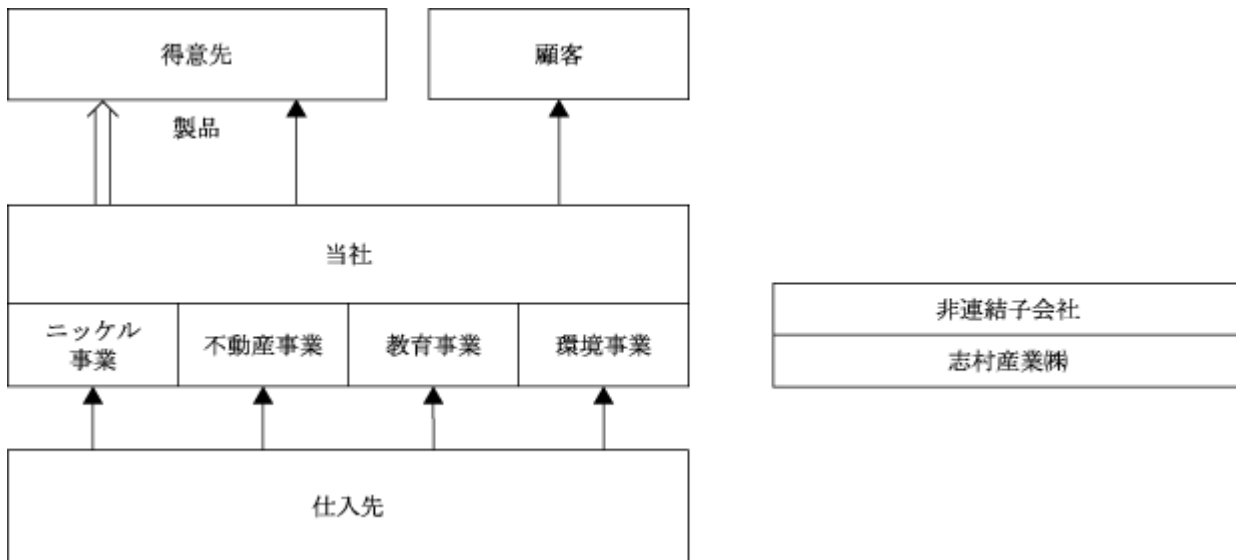 得意先
顧客
製品
当社
ニッケル
事業
不動産事業
教育事業
環境事業
仕入先
非連結子会社
志村産業㈱